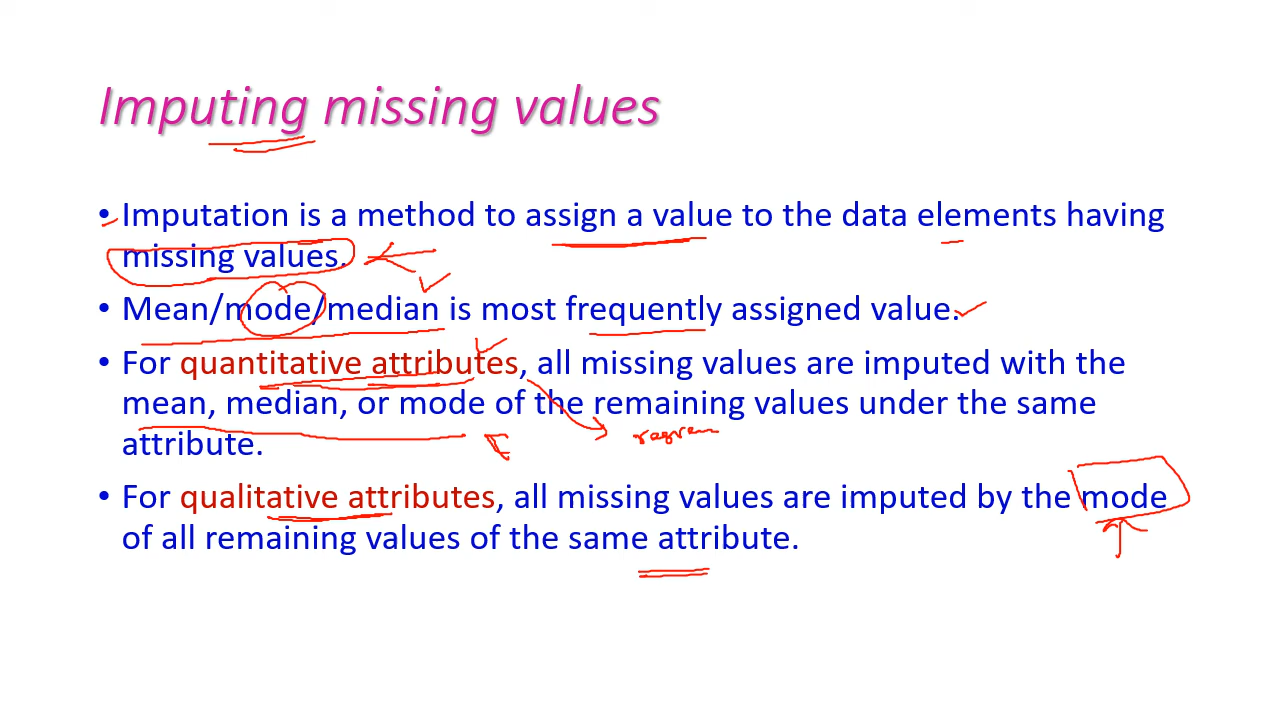 Imputing missing values
• Imputation is a method to assign a value to the data elements having
missing values.
• Mean/mode/median is most frequently assigned value.
• For quantitative attributes, all missing values are imputed with the
mean, median, or mode of the remaining values under the same
attribute.
• For qualitative attributes, all missing values are imputed by the mode
of all remaining values of the same attribute.